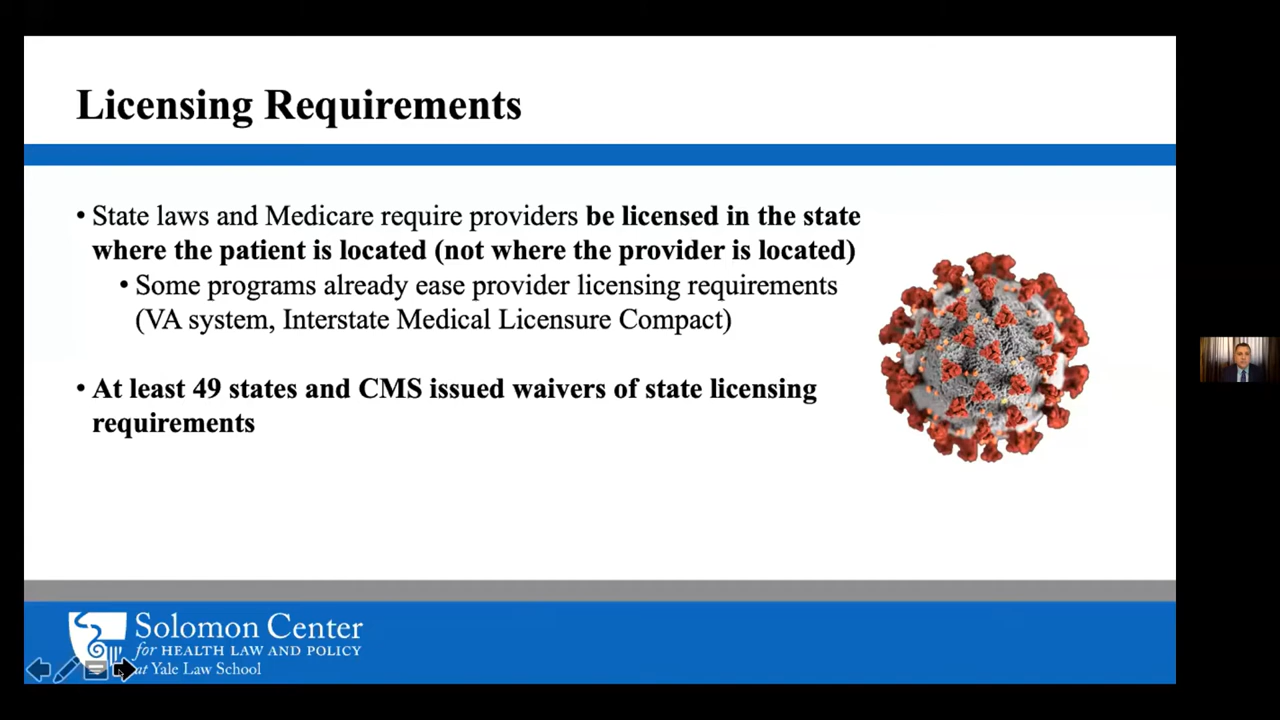 Licensing Requirements
• State laws and Medicare require providers be licensed in the state
where the patient is located (not where the provider is located)
• Some programs already ease provider licensing requirements
(VA system, Interstate Medical Licensure Compact)
• At least 49 states and CMS issued waivers of state licensing
requirements
Solomon Center
for HEALTH LAW AND POLICY
at Yale Law School